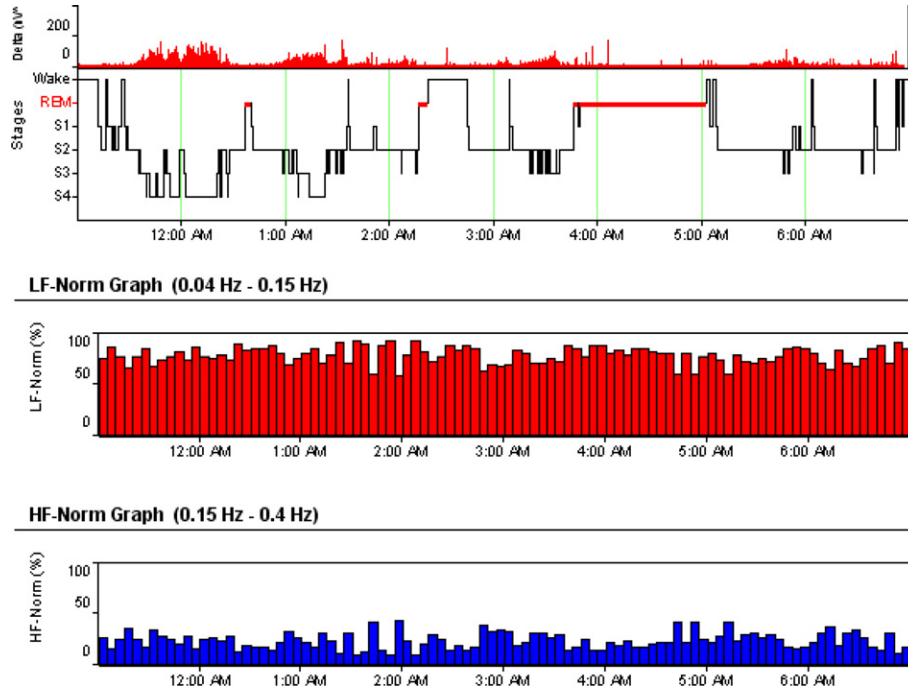 200
0
Wake
REM
S1
S2
S3
S4
Stages
12:00 AM 1:00 AM 2:00 AM 3:00 AM 4:00 AM 5:00 AM 6:00 AM
LF-Norm Graph (0.04 Hz - 0.15 Hz)
LF-Norm (%)
100
50
0
12:00 AM 1:00 AM 2:00 AM 3:00 AM 4:00 AM 5:00 AM 6:00 AM
HF-Norm Graph (0.15 Hz - 0.4 Hz)
HF-Norm (%)
100
50
0
12:00 AM 1:00 AM 2:00 AM 3:00 AM 4:00 AM 5:00 AM 6:00 AM